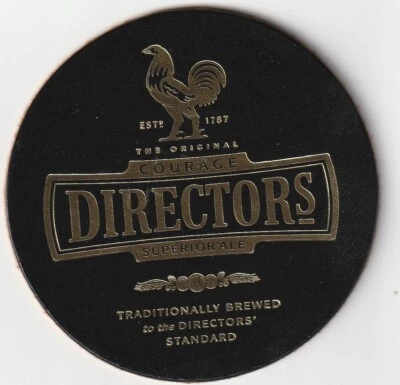 ESTD 1787
THE ORIGINAL
COURAGE
DIRECTORS
SUPERIOR ALE
TRADITIONALLY BREWED
to the DIRECTORS'
STANDARD